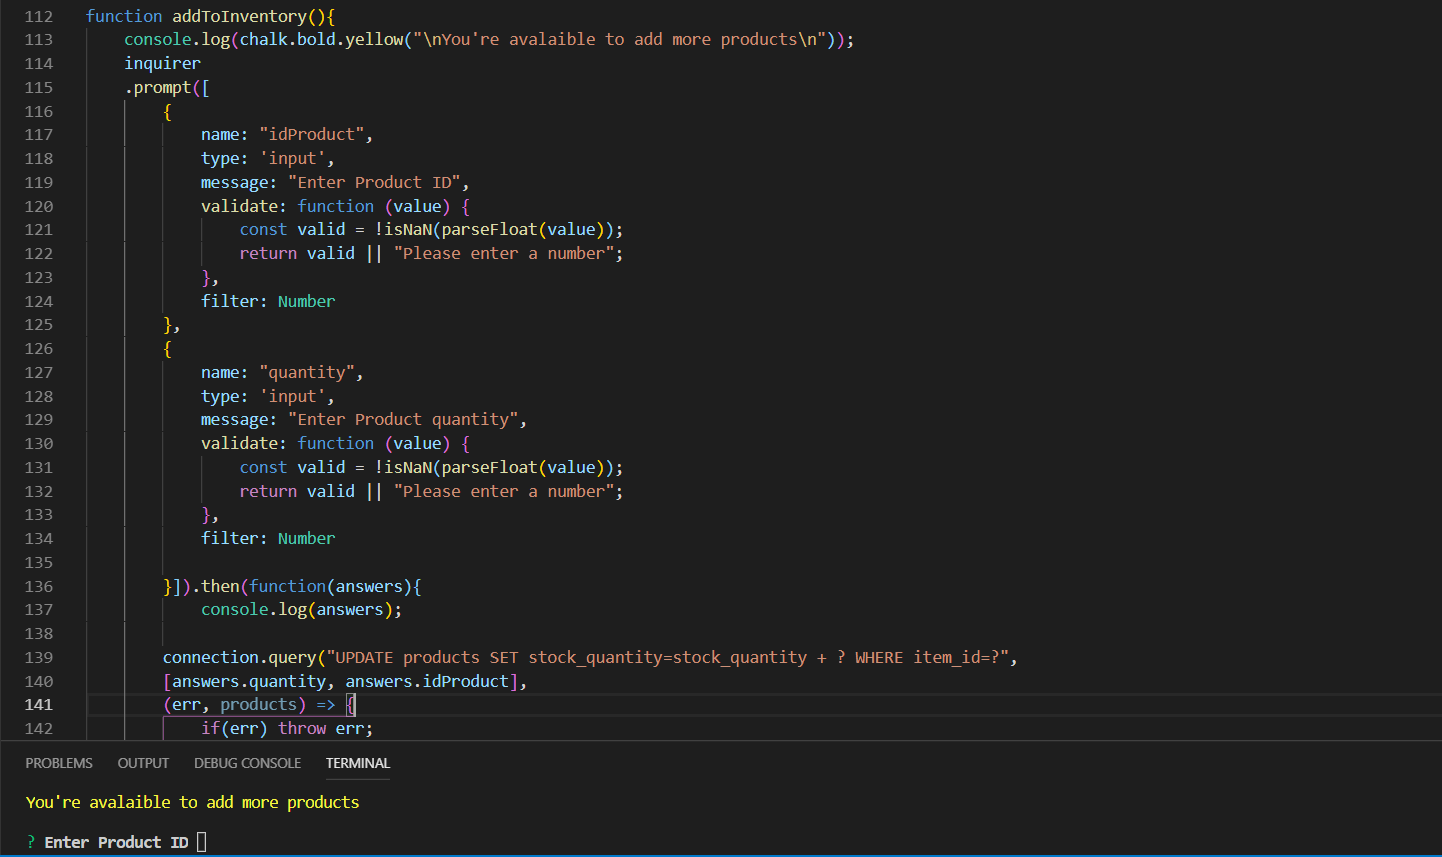 112 function addToInventory(){
113 console.log(chalk.bold.yellow("\nYou're avalaible to add more products\n"));
114 inquirer
115 .prompt([
116 {
117 name: "idProduct",
118 type: 'input',
119 message: "Enter Product ID",
120 validate: function (value) {
121 const valid = !isNaN(parseFloat(value));
122 return valid || "Please enter a number";
123 },
124 filter: Number
125 },
126 {
127 name: "quantity",
128 type: 'input',
129 message: "Enter Product quantity",
130 validate: function (value) {
131 const valid = !isNaN(parseFloat(value));
132 return valid || "Please enter a number";
133 },
134 filter: Number
135
136 }]).then(function(answers){
137 console.log(answers);
138
139 connection.query("UPDATE products SET stock_quantity=stock_quantity + ? WHERE item_id=?",
140 [answers.quantity, answers.idProduct],
141 (err, products) => {
142 if(err) throw err;
PROBLEMS OUTPUT DEBUG CONSOLE TERMINAL
You're avalaible to add more products
? Enter Product ID